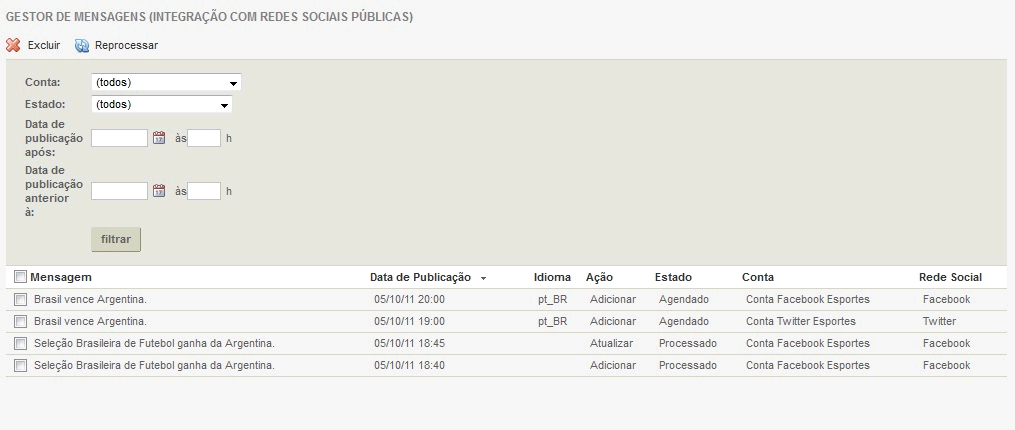 GESTOR DE MENSAGENS (INTEGRAÇÃO COM REDES SOCIAIS PÚBLICAS)
Excluir Reprocessar
Conta: (todos)
Estado: (todos)
Data de
publicação
após: às h
Data de
publicação
anterior
à: às h
filtrar
Mensagem Data de Publicação Idioma Ação Estado Conta Rede Social
Brasil vence Argentina. 05/10/11 20:00 pt_BR Adicionar Agendado Conta Facebook Esportes Facebook
Brasil vence Argentina. 05/10/11 19:00 pt_BR Adicionar Agendado Conta Twitter Esportes Twitter
Seleção Brasileira de Futebol ganha da Argentina. 05/10/11 18:45 Atualizar Processado Conta Facebook Esportes Facebook
Seleção Brasileira de Futebol ganha da Argentina. 05/10/11 18:40 Adicionar Processado Conta Facebook Esportes Facebook